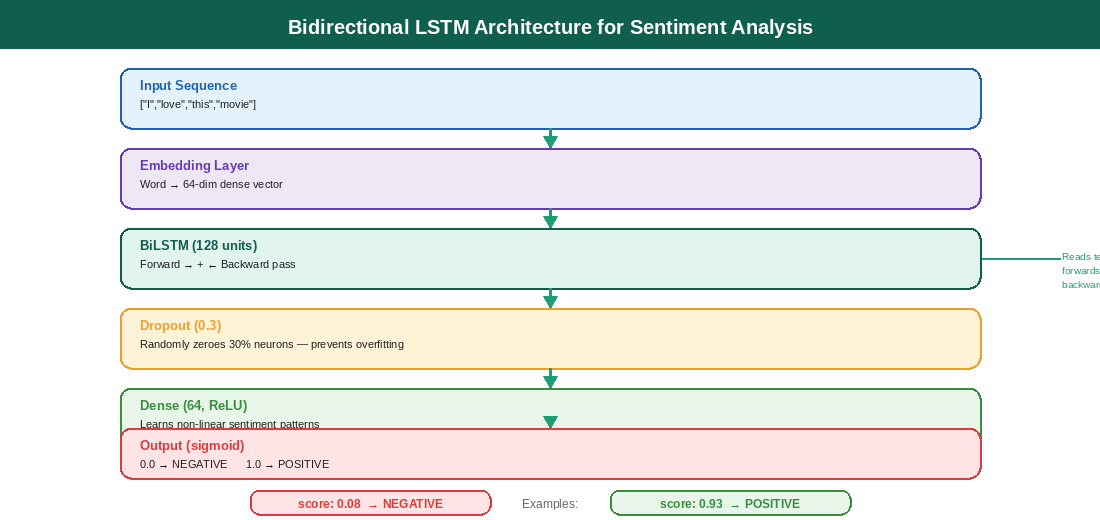 Bidirectional LSTM Architecture for Sentiment Analysis
Input Sequence
["I","love","this","movie"]
Embedding Layer
Word → 64-dim dense vector
BiLSTM (128 units)
Forward → + ← Backward pass
Reads
forwards
Dropout (0.3)
Randomly zeroes 30% neurons — prevents overfitting
Dense (64, ReLU)
Learns non-linear sentiment patterns
Output (sigmoid)
0.0 → NEGATIVE 1.0 → POSITIVE
score: 0.08 → NEGATIVE Examples: score: 0.93 → POSITIVE